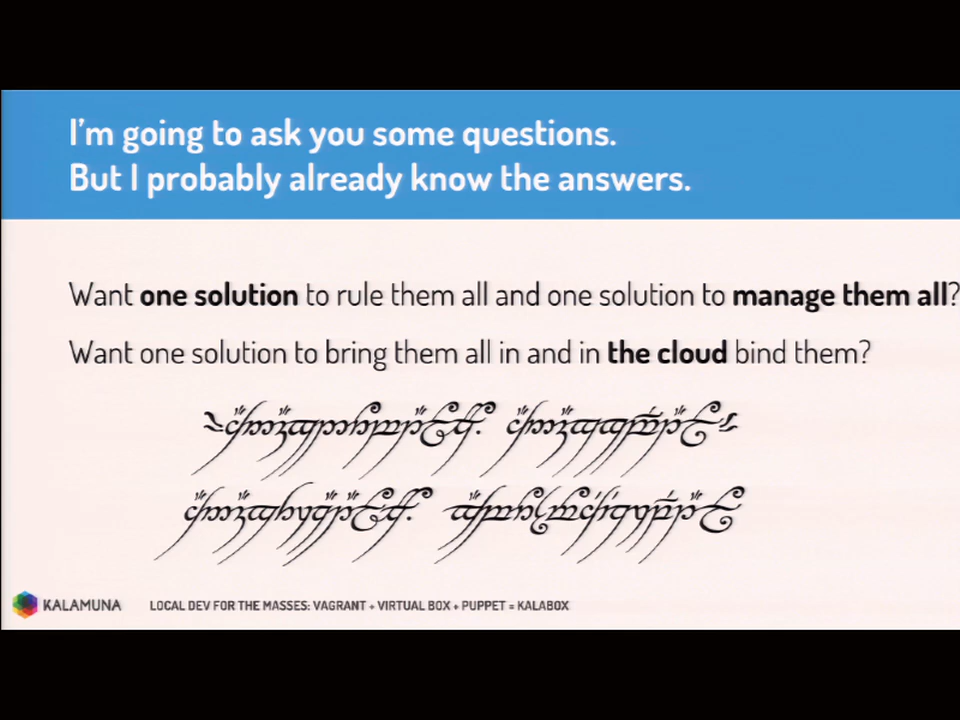 I'm going to ask you some questions.
But I probably already know the answers.
Want one solution to rule them all and one solution to manage them all?
Want one solution to bring them all in and in the cloud bind them?
KALAMUNA
LOCAL DEV FOR THE MASSES: VAGRANT + VIRTUAL BOX + PUPPET = KALABOX